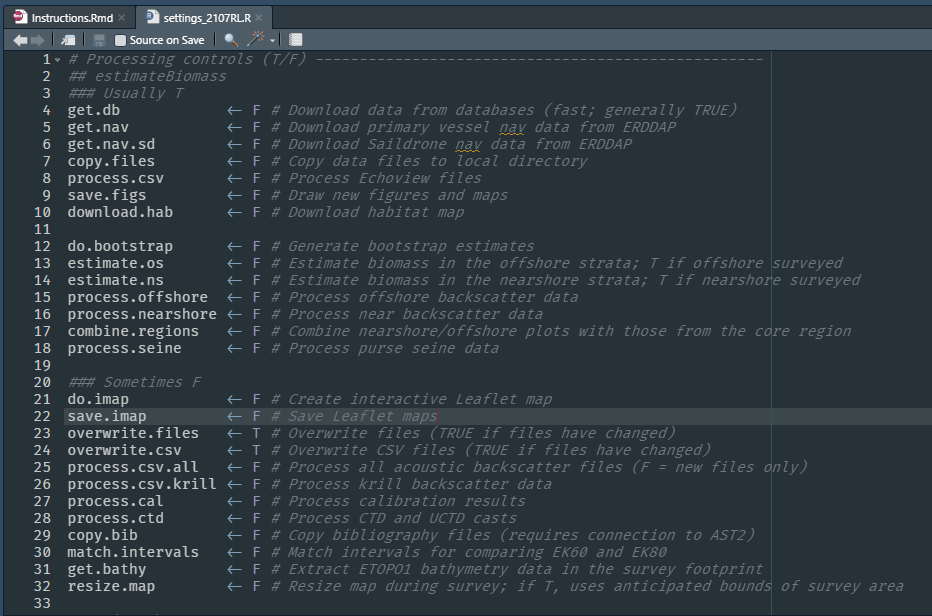 Instructions.Rmd × settings_2107RL.R ×
Source on Save
1 # Processing controls (T/F) ----------------------------------------------------
2 ## estimateBiomass
3 ### Usually T
4 get.db <- F # Download data from databases (fast; generally TRUE)
5 get.nav <- F # Download primary vessel nav data from ERDDAP
6 get.nav.sd <- F # Download Saildrone nav data from ERDDAP
7 copy.files <- F # Copy data files to local directory
8 process.csv <- F # Process Echoview files
9 save.figs <- F # Draw new figures and maps
10 download.hab <- F # Download habitat map
11
12 do.bootstrap <- F # Generate bootstrap estimates
13 estimate.os <- F # Estimate biomass in the offshore strata; T if offshore surveyed
14 estimate.ns <- F # Estimate biomass in the nearshore strata; T if nearshore surveyed
15 process.offshore <- F # Process offshore backscatter data
16 process.nearshore <- F # Process near backscatter data
17 combine.regions <- F # Combine nearshore/offshore plots with those from the core region
18 process.seine <- F # Process purse seine data
19
20 ### Sometimes F
21 do.imap <- F # Create interactive Leaflet map
22 save.imap <- F # Save Leaflet maps
23 overwrite.files <- T # Overwrite files (TRUE if files have changed)
24 overwrite.csv <- T # Overwrite CSV files (TRUE if files have changed)
25 process.csv.all <- F # Process all acoustic backscatter files (F = new files only)
26 process.csv.krill <- F # Process krill backscatter data
27 process.cal <- F # Process calibration results
28 process.ctd <- F # Process CTD and UCTD casts
29 copy.bib <- F # Copy bibliography files (requires connection to AST2)
30 match.intervals <- F # Match intervals for comparing EK60 and EK80
31 get.bathy <- F # Extract ETOPO1 bathymetry data in the survey footprint
32 resize.map <- F # Resize map during survey; if T, uses anticipated bounds of survey area
33